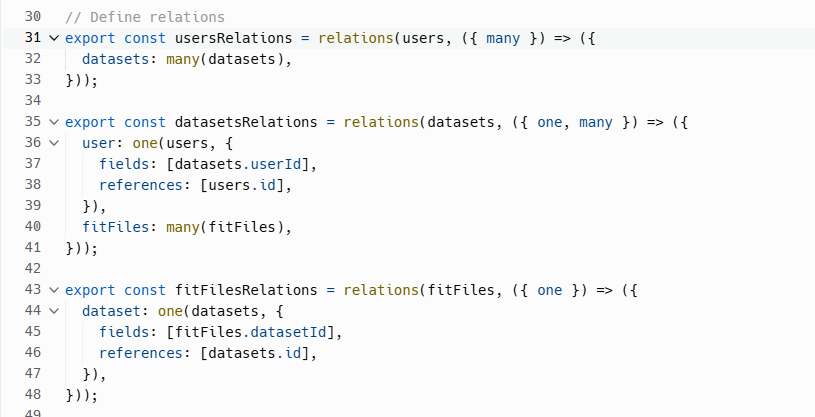 30 // Define relations
31 export const usersRelations = relations(users, ({ many }) => ({
32   datasets: many(datasets),
33 }));
34
35 export const datasetsRelations = relations(datasets, ({ one, many }) => ({
36   user: one(users, {
37     fields: [datasets.userId],
38     references: [users.id],
39   }),
40   fitFiles: many(fitFiles),
41 }));
42
43 export const fitFilesRelations = relations(fitFiles, ({ one }) => ({
44   dataset: one(datasets, {
45     fields: [fitFiles.datasetId],
46     references: [datasets.id],
47   }),
48 }));
49